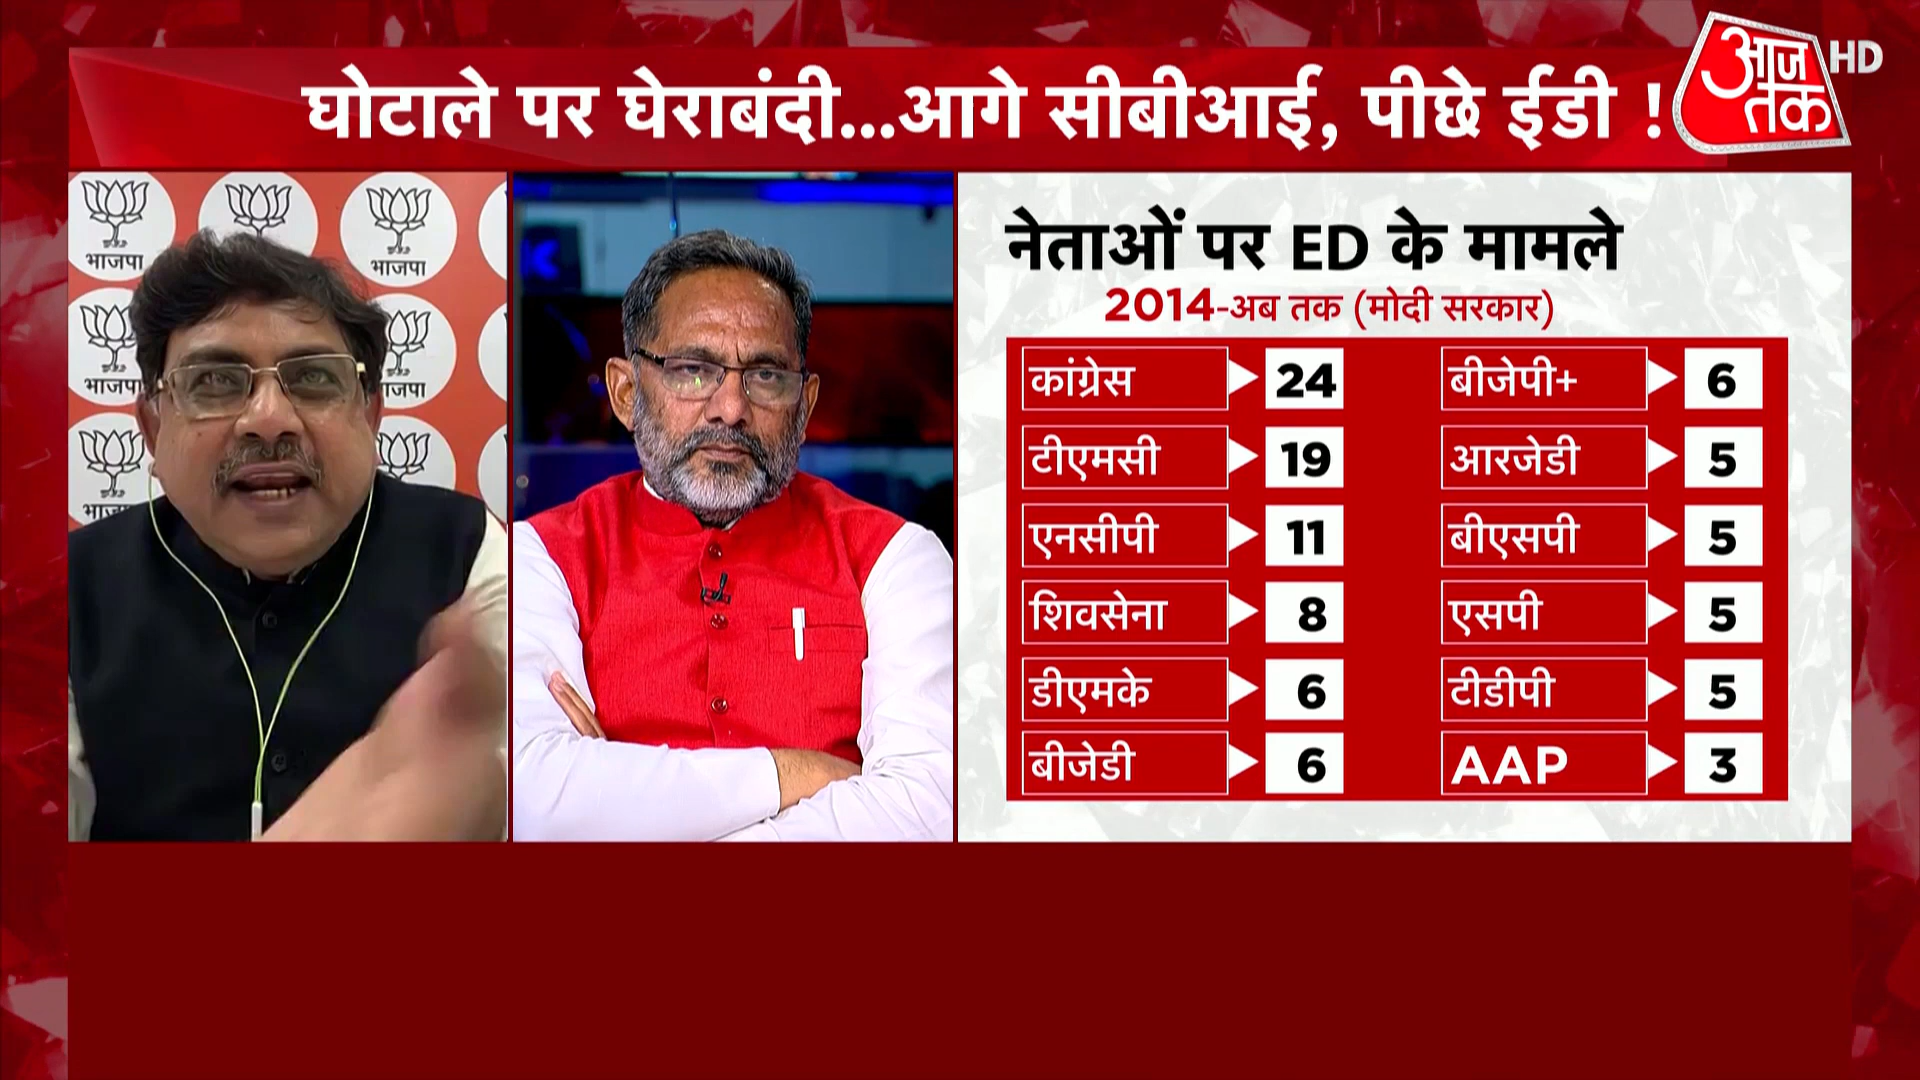 घोटाले पर घेराबंदी...आगे सीबीआई, पीछे ईडी !
आज तक HD
भाजपा
भाजपा
भाजपा
नेताओं पर ED के मामले
2014-अब तक (मोदी सरकार)
कांग्रेस 24 बीजेपी+ 6
टीएमसी 19 आरजेडी 5
एनसीपी 11 बीएसपी 5
शिवसेना 8 एसपी 5
डीएमके 6 टीडीपी 5
बीजेडी 6 AAP 3